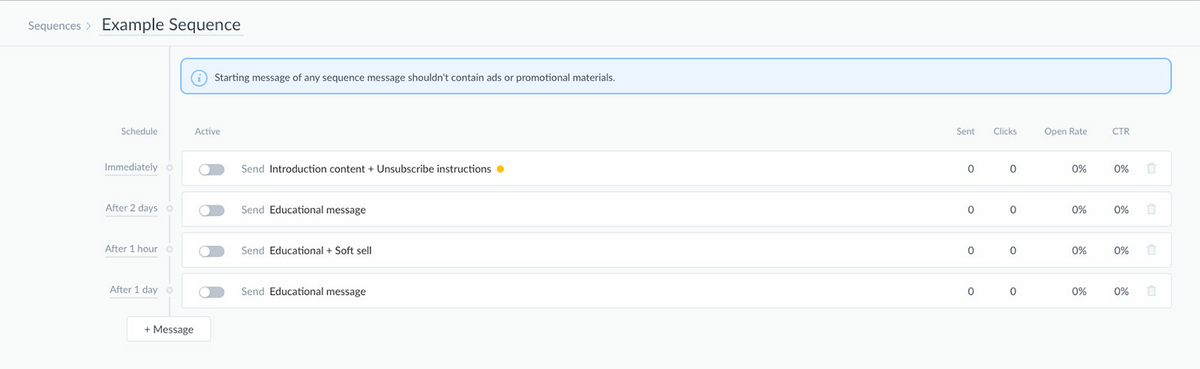 Sequences > Example Sequence
Starting message of any sequence message shouldn't contain ads or promotional materials.
Schedule Active Sent Clicks Open Rate CTR
Immediately Send Introduction content + Unsubscribe instructions 0 0 0% 0%
After 2 days Send Educational message 0 0 0% 0%
After 1 hour Send Educational + Soft sell 0 0 0% 0%
After 1 day Send Educational message 0 0 0% 0%
+ Message